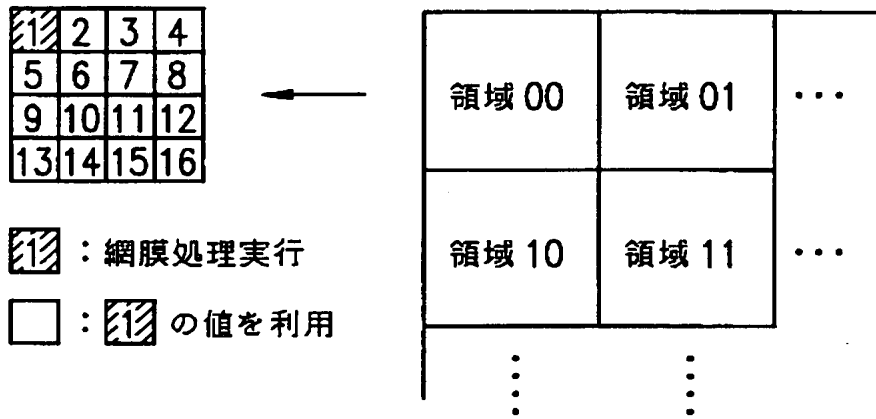 1 2 3 4
5 6 7 8
9 10 11 12
13 14 15 16
領域 00 領域 01 ・・・
領域 10 領域 11 ・・・
1 : 網膜処理実行
: 1 の値を利用